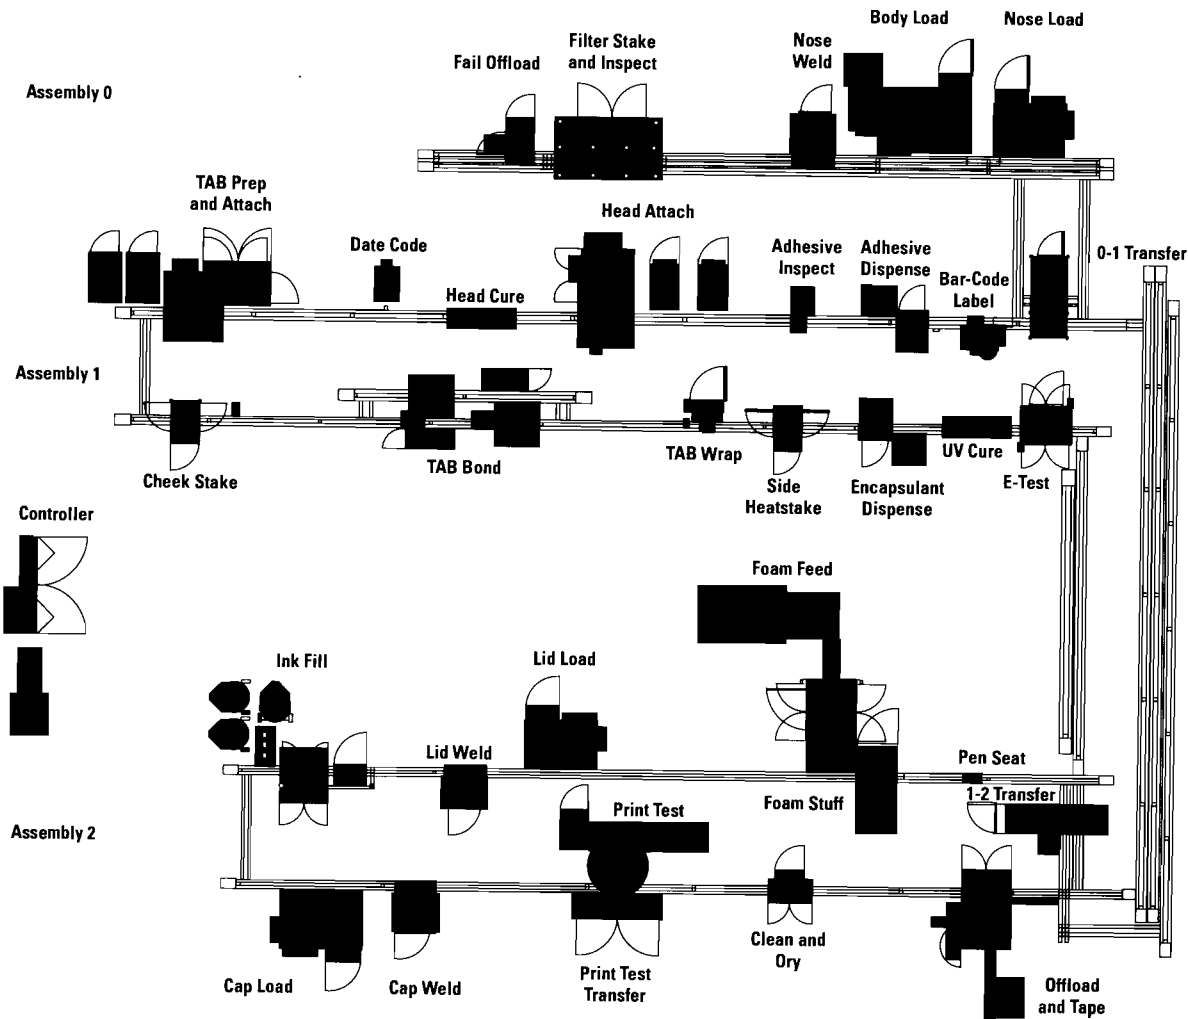 Body Load
Nose Load
Nose
Weld
Filter Stake
and Inspect
Fail Offload
Assembly 0
TAB Prep
and Attach
Head Attach
Date Code
Adhesive
Inspect
Adhesive
Dispense
0-1 Transfer
Bar-Code
Label
Head Cure
Assembly 1
Cheek Stake
TAB Bond
TAB Wrap
Side
Heatstake
Encapsulant
Dispense
UV Cure
E-Test
Controller
Foam Feed
Ink Fill
Lid Load
Lid Weld
Foam Stuff
Pen Seat
1-2 Transfer
Print Test
Assembly 2
Cap Load
Cap Weld
Print Test
Transfer
Clean and
Ory
Offload
and Tape